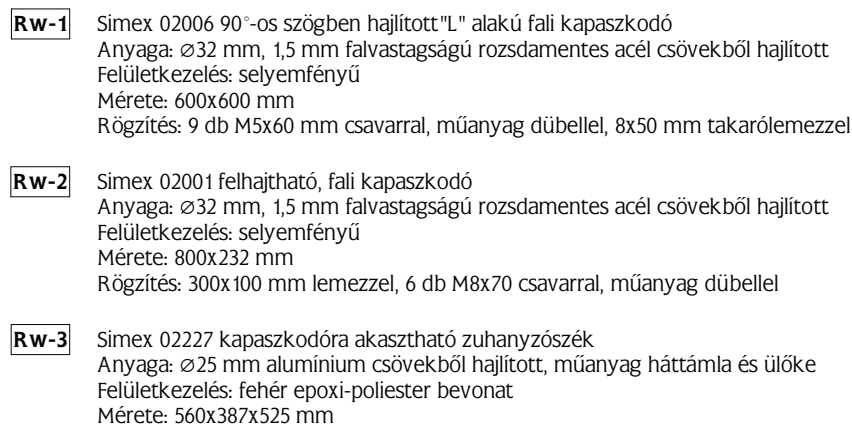 Rw-1 Simex 02006 90°-os szögben hajlított"L" alakú fali kapaszkodó
Anyaga: ⌀32 mm, 1,5 mm falvastagságú rozsdamentes acél csövekből hajlított
Felületkezelés: selyemfényű
Mérete: 600x600 mm
Rögzítés: 9 db M5x60 mm csavarral, műanyag dübellel, 8x50 mm takarólemezzel
Rw-2 Simex 02001 felhajtható, fali kapaszkodó
Anyaga: ⌀32 mm, 1,5 mm falvastagságú rozsdamentes acél csövekből hajlított
Felületkezelés: selyemfényű
Mérete: 800x232 mm
Rögzítés: 300x100 mm lemezzel, 6 db M8x70 csavarral, műanyag dübellel
Rw-3 Simex 02227 kapaszkodóra akasztható zuhanyzószék
Anyaga: ⌀25 mm alumínium csövekből hajlított, műanyag háttámla és ülőke
Felületkezelés: fehér epoxi-poliester bevonat
Mérete: 560x387x525 mm